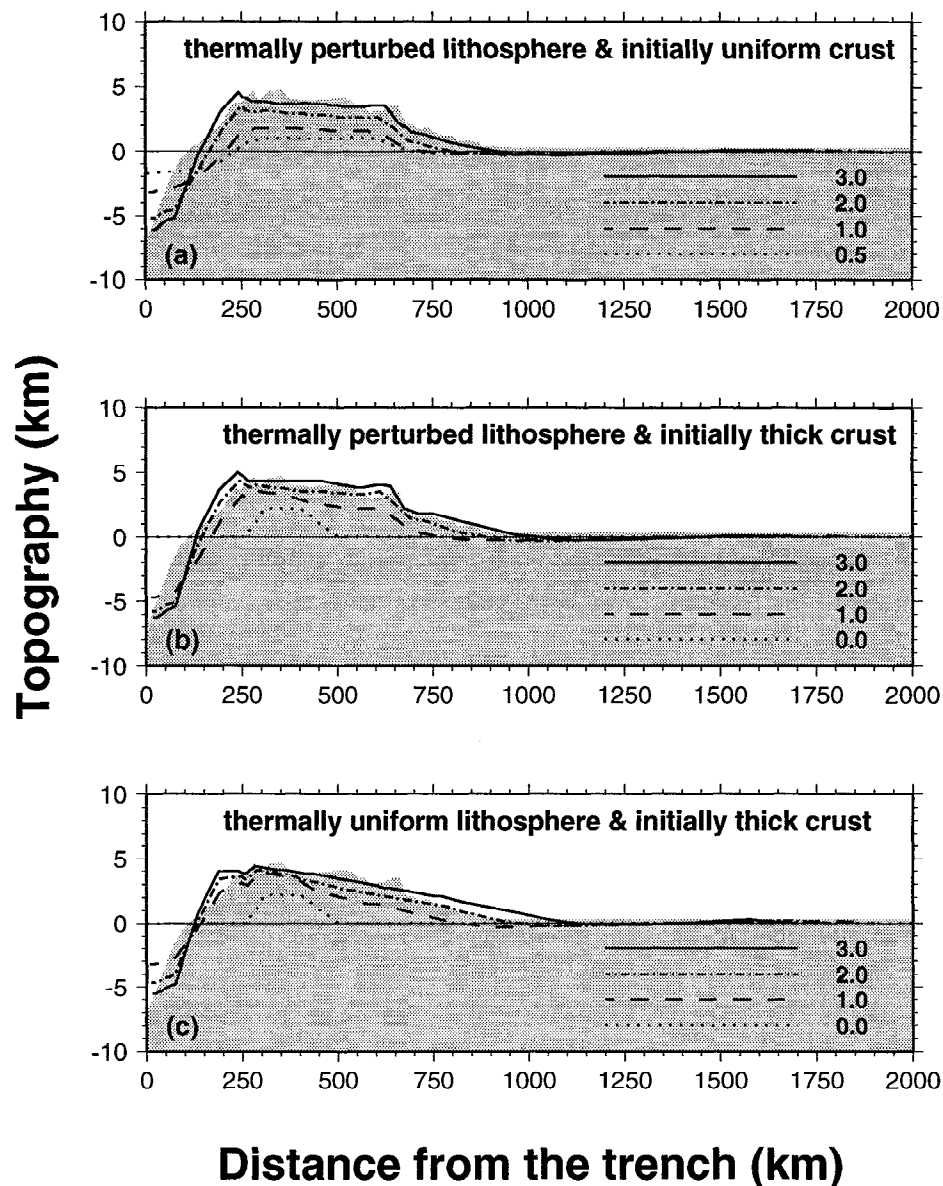 10
thermally perturbed lithosphere & initially uniform crust
5
0
3.0
2.0
-5
1.0
(a)
0.5
-10
0 250 500 750 1000 1250 1500 1750 2000
Topography (km)
10
thermally perturbed lithosphere & initially thick crust
5
0
3.0
2.0
-5
1.0
(b)
0.0
-10
0 250 500 750 1000 1250 1500 1750 2000
10
thermally uniform lithosphere & initially thick crust
5
0
3.0
2.0
-5
1.0
(c)
0.0
-10
0 250 500 750 1000 1250 1500 1750 2000
Distance from the trench (km)